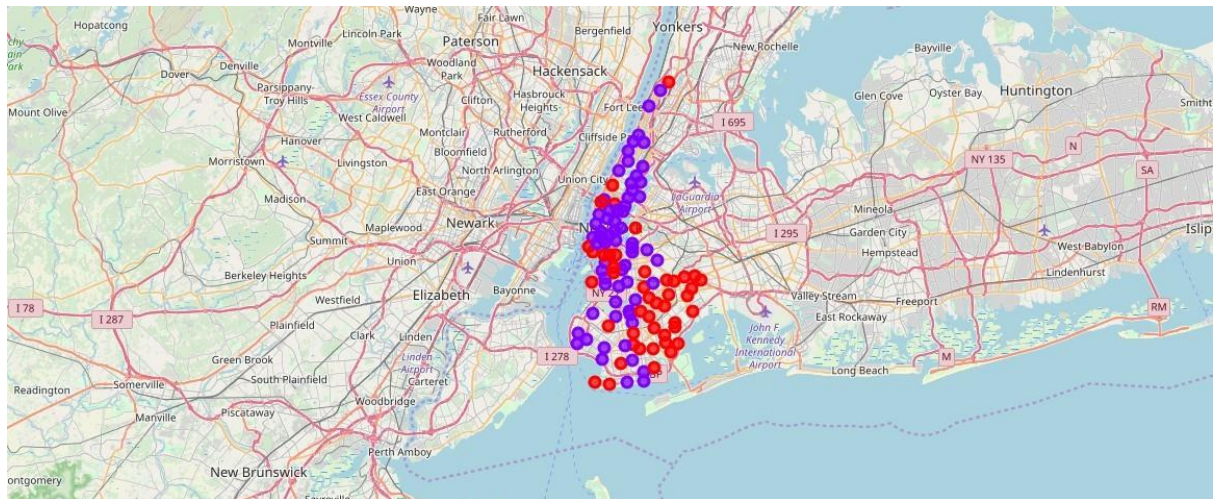 Hopatcong
Wayne
Fair Lawn
Bergenfield
Yonkers
Lincoln Park
Montville
Paterson
New Rochelle
Bayville
Denville
Woodland
Park
Hackensack
Dover
Parsippany-
Troy Hills
Essex County
Airport
Clifton
Hasbrouck
Heights
Fort Lee
Glen Cove
Oyster Bay
Huntington
Mount Olive
West Caldwell
I 695
Hanover
Montclair
Rutherford
Cliffside
Bloomfield
N
NY 135
Morristown
Livingston
North Arlington
Union City
SA
East Orange
LaGuardia
Airport
Madison
Mineola
Newark
Maplewood
Summit
I 295
Garden City
Hempstead
West Babylon
Islip
Union
Berkeley Heights
Lindenhurst
Elizabeth
Bayonne
NY
Valley Stream
Freeport
I 78
I 287
Westfield
East Rockaway
RM
Plainfield
Linden
John F.
Kennedy
International
Airport
Clark
Green Brook
Linden
Airport
I 278
M
Long Beach
South Plainfield
Carteret
Readington
Somerville
Woodbridge
Manville
Piscataway
Perth Amboy
New Brunswick